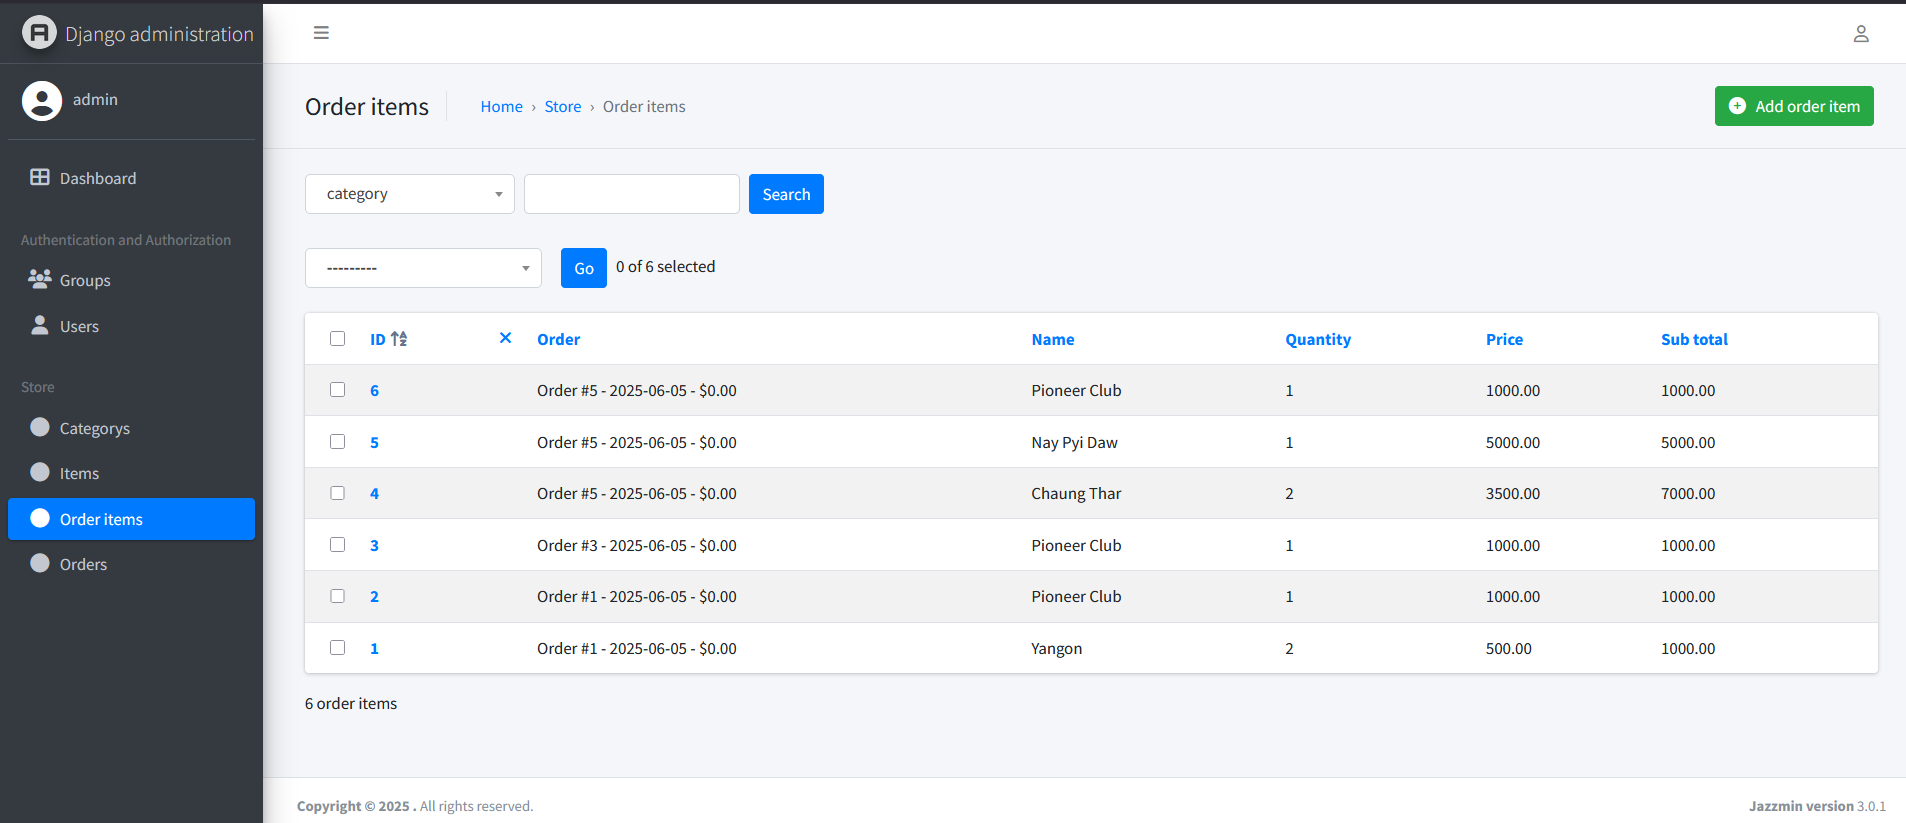 Django administration
admin
Dashboard
Authentication and Authorization
Groups
Users
Store
Categorys
Items
Order items
Orders
Order items
Home › Store › Order items
Add order item
category
Search
---------
Go
0 of 6 selected
ID Order Name Quantity Price Sub total
6 Order #5 - 2025-06-05 - $0.00 Pioneer Club 1 1000.00 1000.00
5 Order #5 - 2025-06-05 - $0.00 Nay Pyi Daw 1 5000.00 5000.00
4 Order #5 - 2025-06-05 - $0.00 Chaung Thar 2 3500.00 7000.00
3 Order #3 - 2025-06-05 - $0.00 Pioneer Club 1 1000.00 1000.00
2 Order #1 - 2025-06-05 - $0.00 Pioneer Club 1 1000.00 1000.00
1 Order #1 - 2025-06-05 - $0.00 Yangon 2 500.00 1000.00
6 order items
Copyright © 2025 . All rights reserved.
Jazzmin version 3.0.1